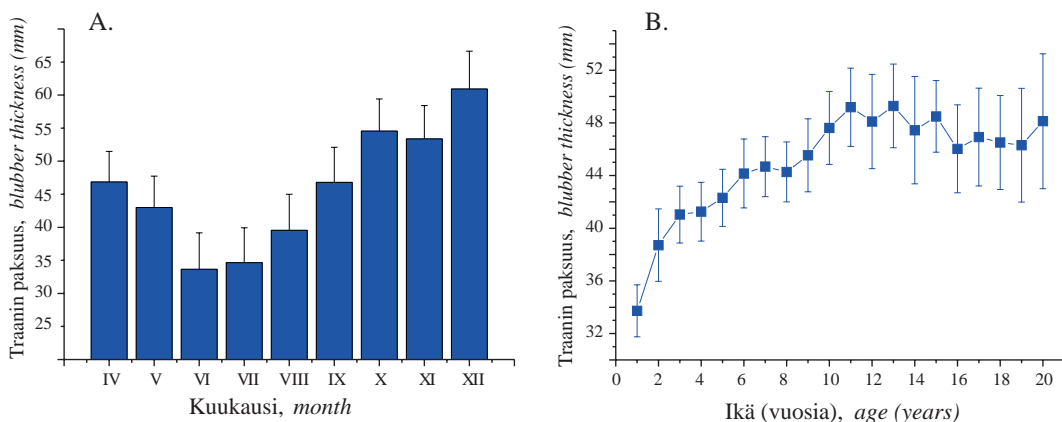 A.
Traanin paksuus, blubber thickness (mm)
65
60
55
50
45
40
35
30
25
IV V VI VII VIII IX X XI XII
Kuukausi, month
B.
Traanin paksuus, blubber thickness (mm)
52
48
44
40
36
32
0 2 4 6 8 10 12 14 16 18 20
Ikä (vuosia), age (years)